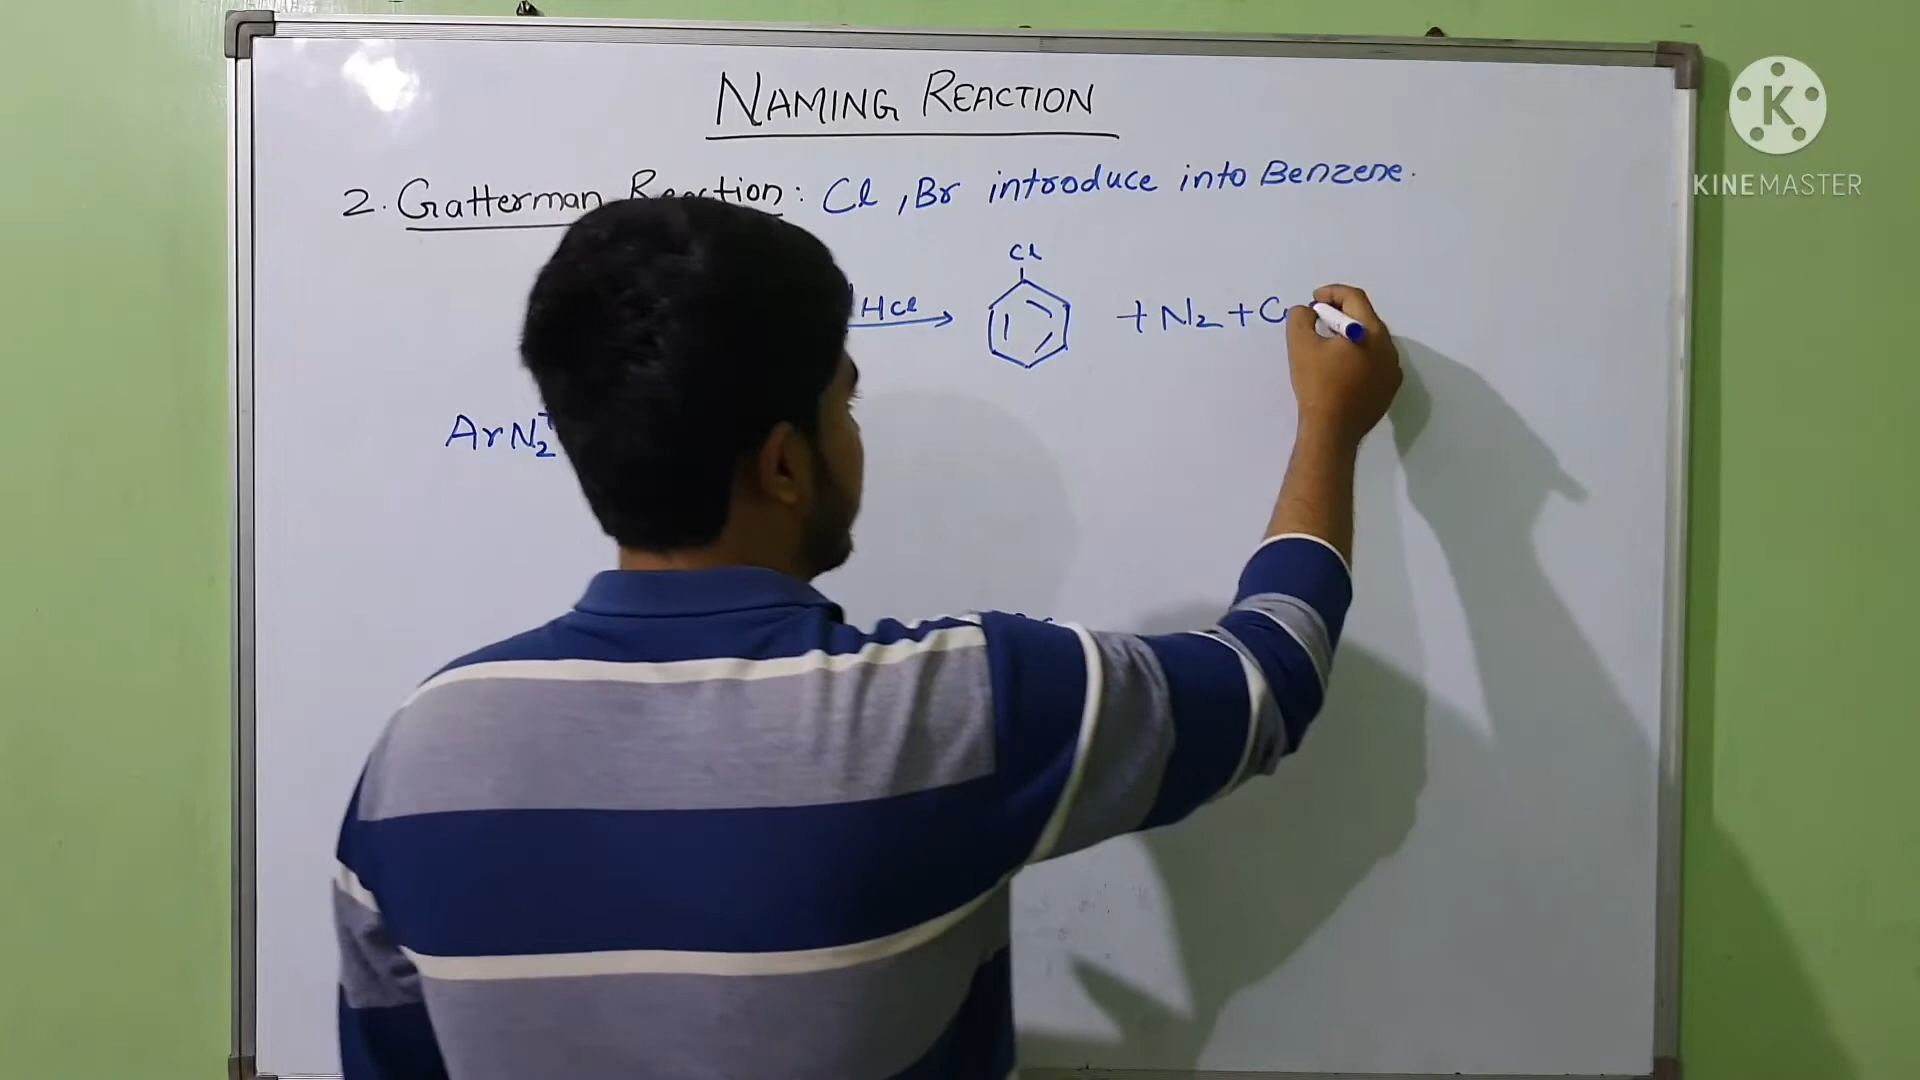 NAMING REACTION
2. Gatterman Reaction: Cl, Br introduce into Benzene.
Cl
HCl
+ N2 +
ArN2+
K
KINEMASTER